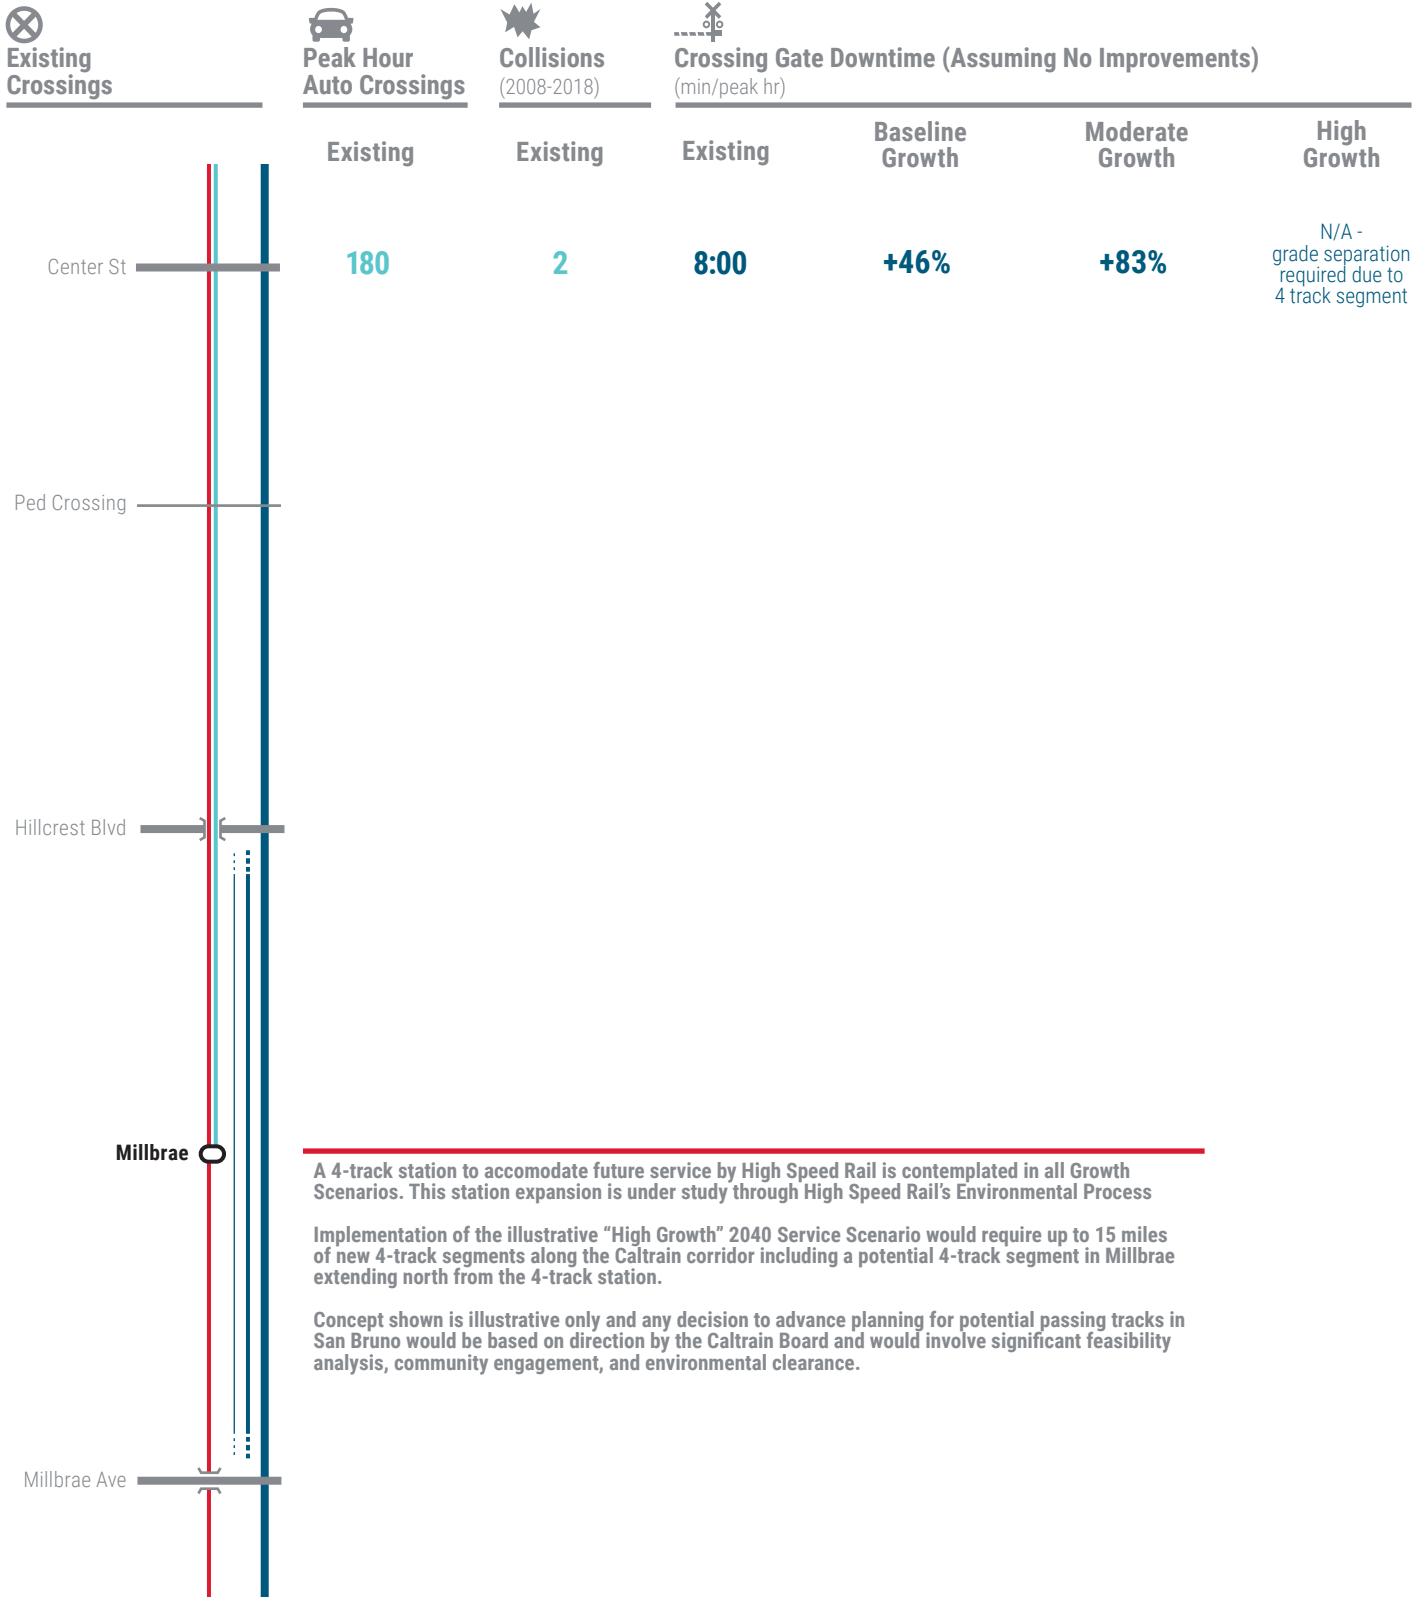 Existing
Crossings
Peak Hour
Auto Crossings
Collisions
(2008-2018)
Crossing Gate Downtime (Assuming No Improvements)
(min/peak hr)
Existing
Existing
Existing
Baseline
Growth
Moderate
Growth
High
Growth
Center St
180
2
8:00
+46%
+83%
N/A -
grade separation
required due to
4 track segment
Ped Crossing
Hillcrest Blvd
Millbrae
A 4-track station to accomodate future service by High Speed Rail is contemplated in all Growth
Scenarios. This station expansion is under study through High Speed Rail's Environmental Process
Implementation of the illustrative “High Growth” 2040 Service Scenario would require up to 15 miles
of new 4-track segments along the Caltrain corridor including a potential 4-track segment in Millbrae
extending north from the 4-track station.
Concept shown is illustrative only and any decision to advance planning for potential passing tracks in
San Bruno would be based on direction by the Caltrain Board and would involve significant feasibility
analysis, community engagement, and environmental clearance.
Millbrae Ave